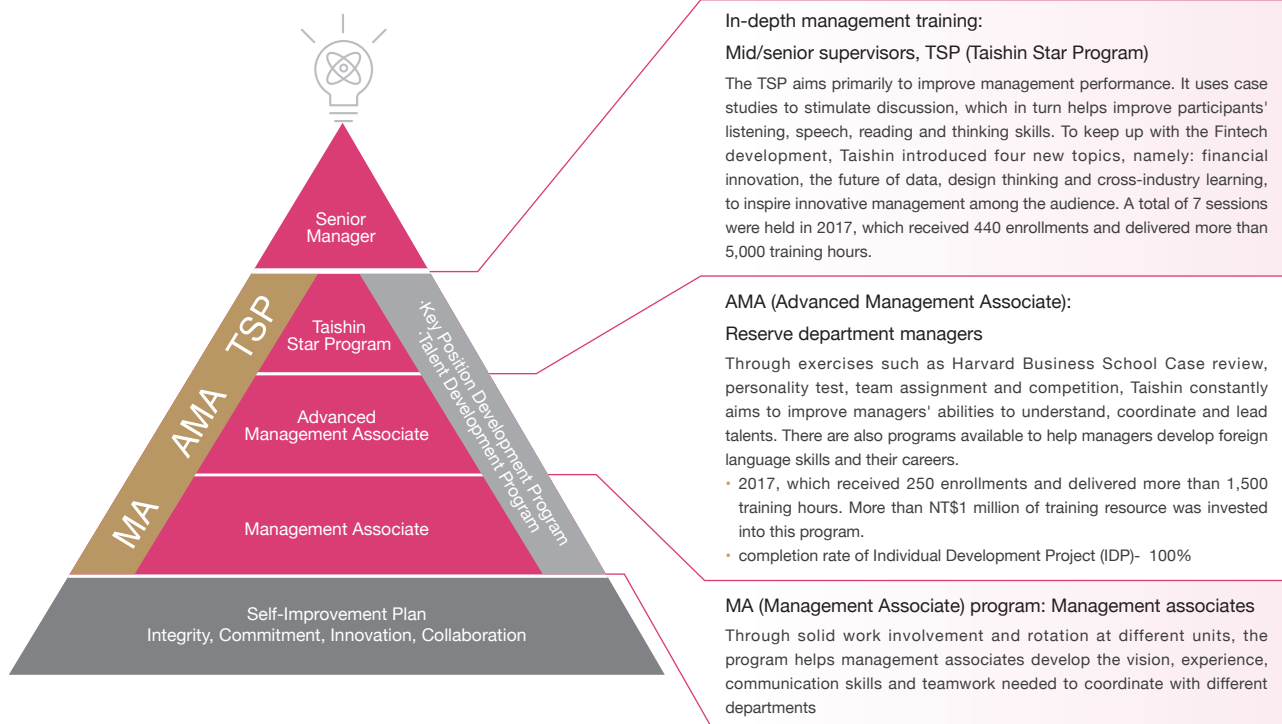 Senior
Manager
TSP
AMA
MA
Taishin
Star Program
Advanced
Management Associate
Management Associate
·Key Position Development Program
·Talent Development Program
Self-Improvement Plan
Integrity, Commitment, Innovation, Collaboration
In-depth management training:
Mid/senior supervisors, TSP (Taishin Star Program)
The TSP aims primarily to improve management performance. It uses case
studies to stimulate discussion, which in turn helps improve participants'
listening, speech, reading and thinking skills. To keep up with the Fintech
development, Taishin introduced four new topics, namely: financial
innovation, the future of data, design thinking and cross-industry learning,
to inspire innovative management among the audience. A total of 7 sessions
were held in 2017, which received 440 enrollments and delivered more than
5,000 training hours.
AMA (Advanced Management Associate):
Reserve department managers
Through exercises such as Harvard Business School Case review,
personality test, team assignment and competition, Taishin constantly
aims to improve managers' abilities to understand, coordinate and lead
talents. There are also programs available to help managers develop foreign
language skills and their careers.
• 2017, which received 250 enrollments and delivered more than 1,500
training hours. More than NT$1 million of training resource was invested
into this program.
• completion rate of Individual Development Project (IDP)- 100%
MA (Management Associate) program: Management associates
Through solid work involvement and rotation at different units, the
program helps management associates develop the vision, experience,
communication skills and teamwork needed to coordinate with different
departments